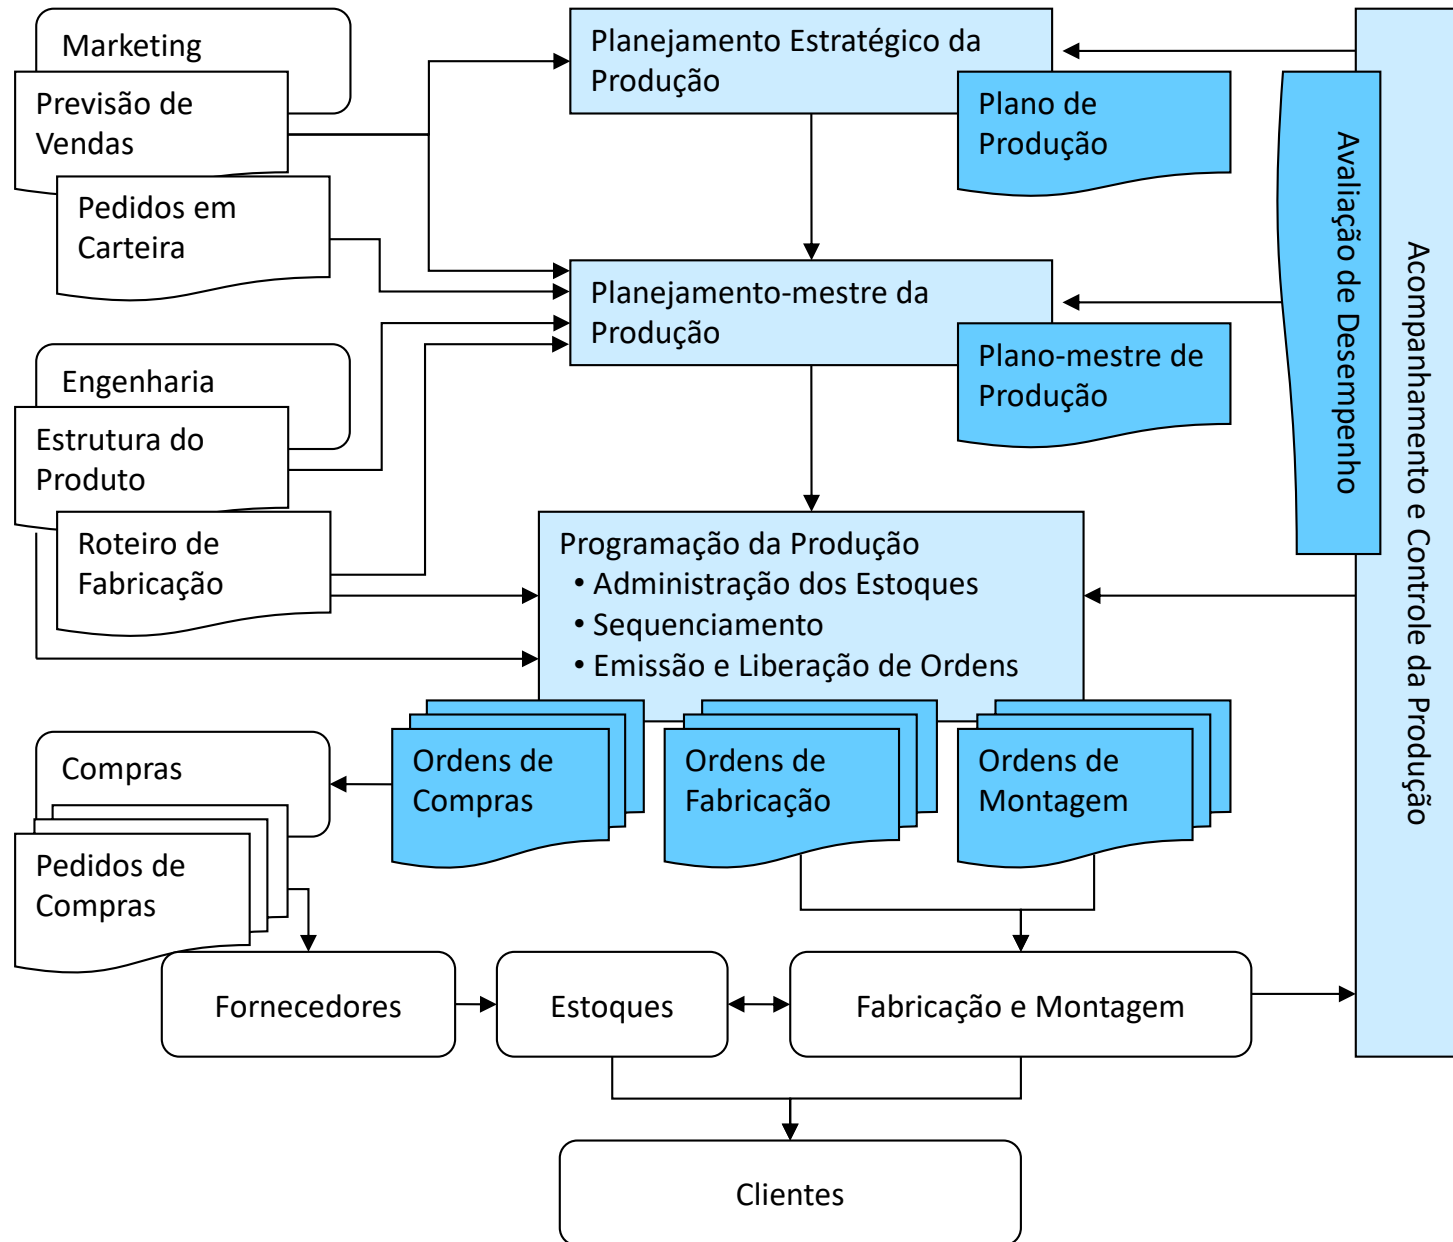 Marketing
Previsão de
Vendas
Pedidos em
Carteira
Planejamento Estratégico da
Produção
Plano de
Produção
Planejamento-mestre da
Produção
Plano-mestre de
Produção
Avaliação de Desempenho
Acompanhamento e Controle da Produção
Engenharia
Estrutura do
Produto
Roteiro de
Fabricação
Programação da Produção
• Administração dos Estoques
• Sequenciamento
• Emissão e Liberação de Ordens
Ordens de
Compras
Ordens de
Fabricação
Ordens de
Montagem
Compras
Pedidos de
Compras
Fornecedores
Estoques
Fabricação e Montagem
Clientes